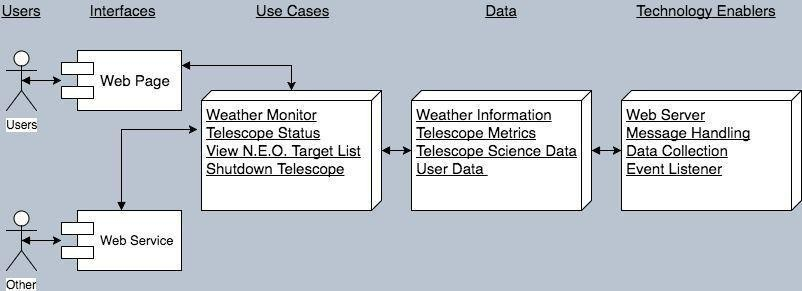 Users
Interfaces
Use Cases
Data
Technology Enablers
Web Page
Users
Weather Monitor
Telescope Status
View N.E.O. Target List
Shutdown Telescope
Weather Information
Telescope Metrics
Telescope Science Data
User Data
Web Server
Message Handling
Data Collection
Event Listener
Web Service
Other